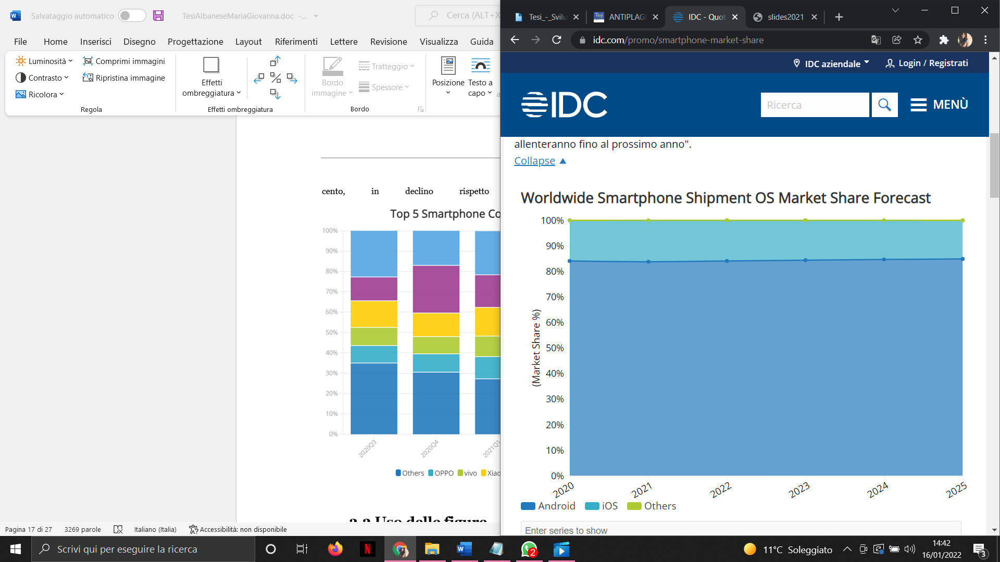 Salvataggio automatico
TesiAlbaneseMariaGiovanna.doc -...
Cerca (ALT+X
File Home Inserisci Disegno Progettazione Layout Riferimenti Lettere Revisione Visualizza Guida
Luminosità
Contrasto
Ricolora
Comprimi immagini
Ripristina immagine
Regola
Effetti
ombreggiatura
Effetti ombreggiatura
Bordo
immagine
Tratteggio
Spessore
Bordo
Posizione
Testo a
capo
cento, in declino rispetto
Top 5 Smartphone Co
100%
90%
80%
70%
60%
50%
40%
30%
20%
10%
0%
2020Q3 2020Q4 2021Q1
Others OPPO vivo Xiao
Pagina 17 di 27 3269 parole Italiano (Italia) Accessibilità: non disponibile
Tesi_-_Svilu ANTIPLAGI IDC - Quot slides2021
idc.com/promo/smartphone-market-share
IDC aziendale Login / Registrati
IDC
Ricerca
MENÙ
allenteranno fino al prossimo anno".
Collapse
Worldwide Smartphone Shipment OS Market Share Forecast
(Market Share %)
100%
90%
80%
70%
60%
50%
40%
30%
20%
10%
0%
2020 2021 2022 2023 2024 2025
Android iOS Others
Enter series to show
Scrivi qui per eseguire la ricerca
N
2
11°C Soleggiato
14:42
16/01/2022
3